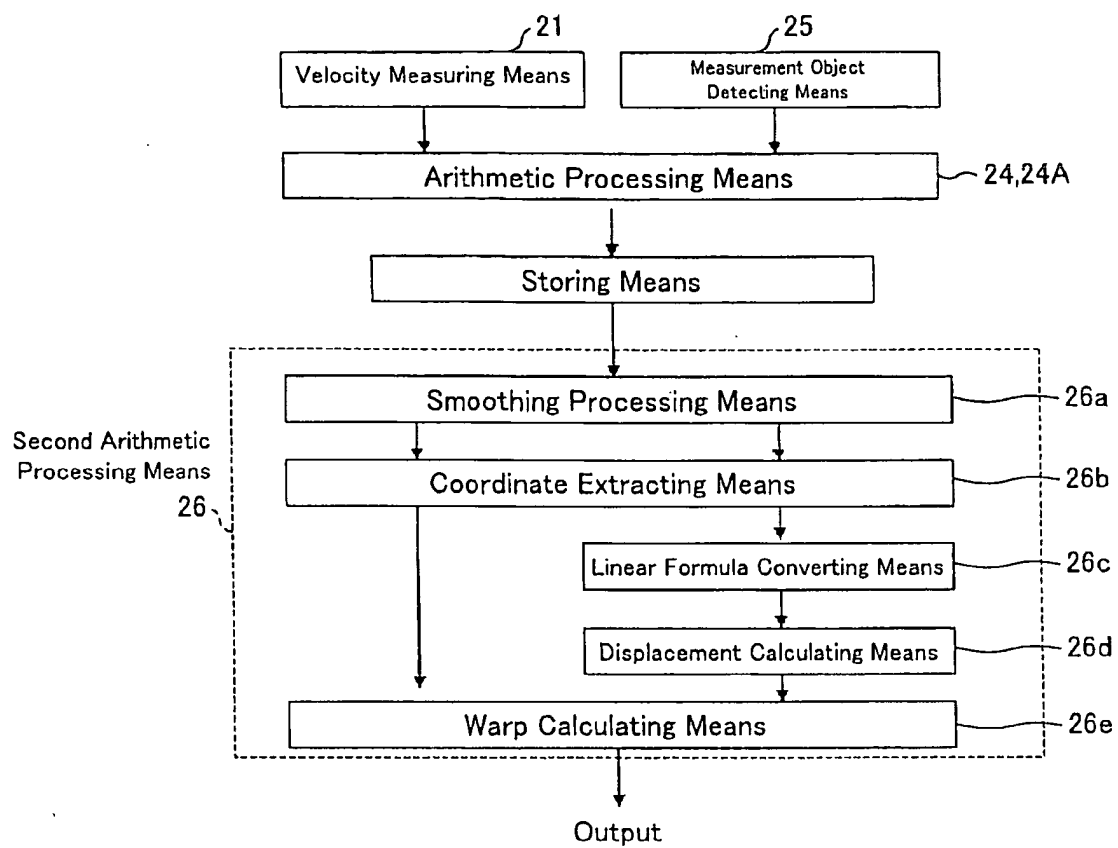 21
25
Velocity Measuring Means
Measurement Object
Detecting Means
Arithmetic Processing Means
24,24A
Storing Means
Smoothing Processing Means
26a
Second Arithmetic
Processing Means
26
Coordinate Extracting Means
26b
Linear Formula Converting Means
26c
Displacement Calculating Means
26d
Warp Calculating Means
26e
Output